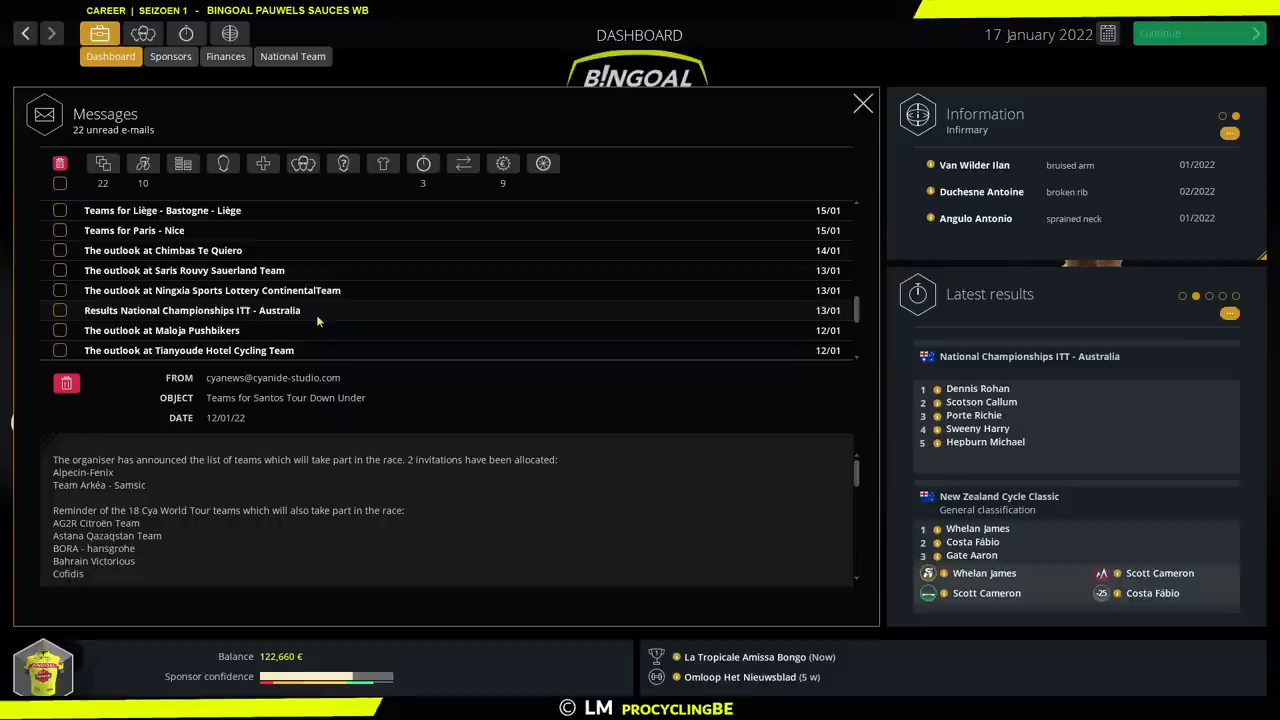 CAREER | SEIZOEN 1 - BINGOAL PAUWELS SAUCES WB
DASHBOARD
17 January 2022
Continue
Dashboard
Sponsors
Finances
National Team
B!NGOAL
Messages
22 unread e-mails
22
10
3
9
Teams for Liège - Bastogne - Liège 15/01
Teams for Paris - Nice 15/01
The outlook at Chimbas Te Quiero 14/01
The outlook at Saris Rouvy Sauerland Team 13/01
The outlook at Ningxia Sports Lottery ContinentalTeam 13/01
Results National Championships ITT - Australia 13/01
The outlook at Maloja Pushbikers 12/01
The outlook at Tianyoude Hotel Cycling Team 12/01
FROM cyanews@cyanide-studio.com
OBJECT Teams for Santos Tour Down Under
DATE 12/01/22
The organiser has announced the list of teams which will take part in the race. 2 invitations have been allocated:
Alpecin-Fenix
Team Arkéa - Samsic
Reminder of the 18 Cya World Tour teams which will also take part in the race:
AG2R Citroën Team
Astana Qazaqstan Team
BORA - hansgrohe
Bahrain Victorious
Cofidis
Information
Infirmary
Van Wilder Ilan bruised arm 01/2022
Duchesne Antoine broken rib 02/2022
Angulo Antonio sprained neck 01/2022
Latest results
National Championships ITT - Australia
1 Dennis Rohan
2 Scotson Callum
3 Porte Richie
4 Sweeny Harry
5 Hepburn Michael
New Zealand Cycle Classic
General classification
1 Whelan James
2 Costa Fábio
3 Gate Aaron
Whelan James
Scott Cameron
Scott Cameron
-25 Costa Fábio
Balance 122,660 €
Sponsor confidence
La Tropicale Amissa Bongo (Now)
Omloop Het Nieuwsblad (5 w)
© LM PROCYCLINGBE